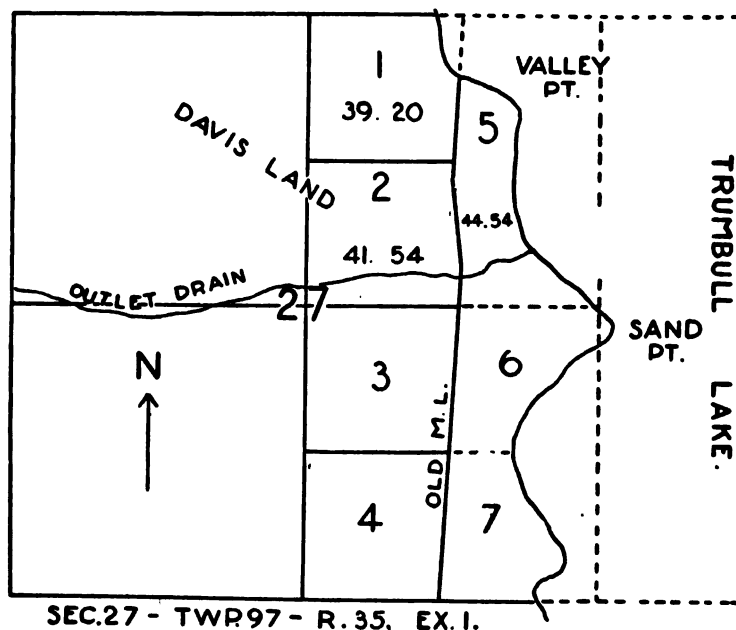 1
39. 20
VALLEY
PT.
5
DAVIS LAND
2
44.54
41. 54
OUTLET DRAIN
27
TRUMBULL LAKE.
SAND
PT.
N
3
6
OLD M. L.
4
7
SEC.27 - TWP.97 - R.35, EX.1.